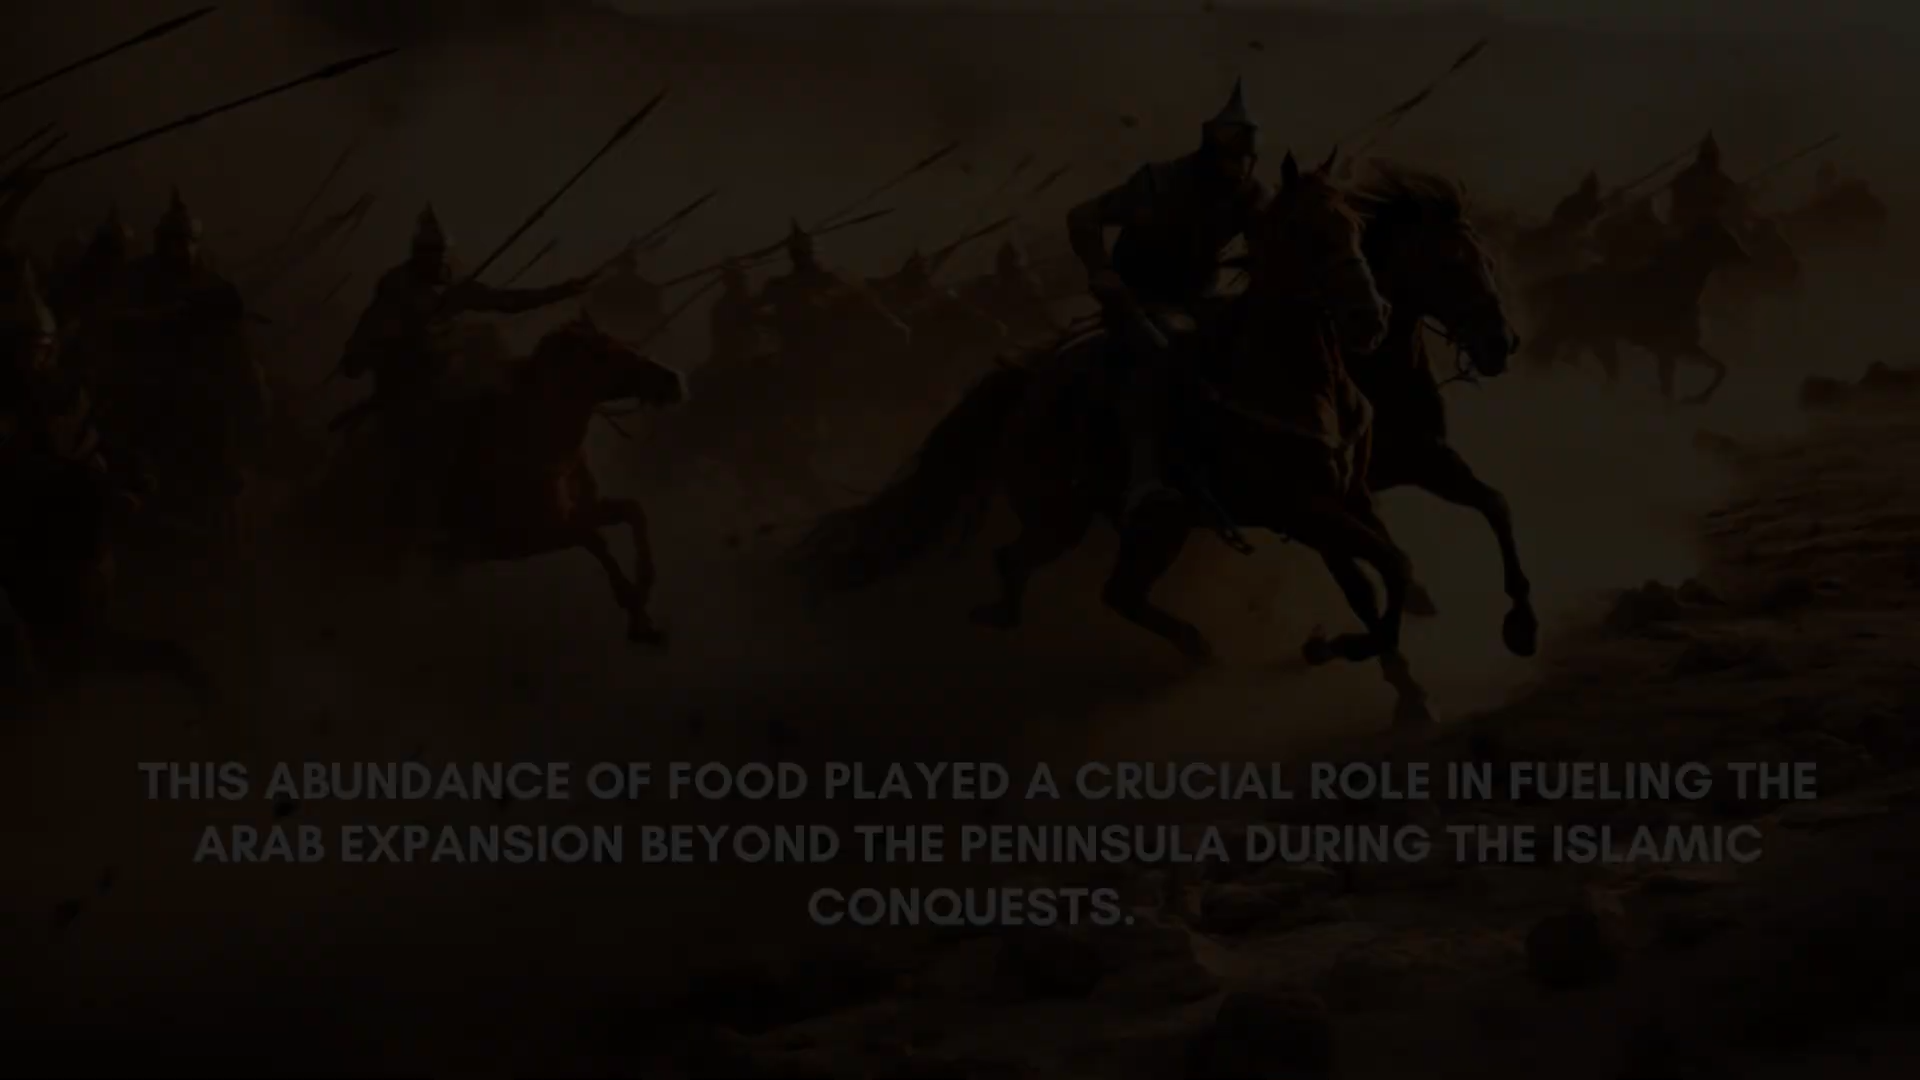 THIS ABUNDANCE OF FOOD PLAYED A CRUCIAL ROLE IN FUELING THE
ARAB EXPANSION BEYOND THE PENINSULA DURING THE ISLAMIC
CONQUESTS.